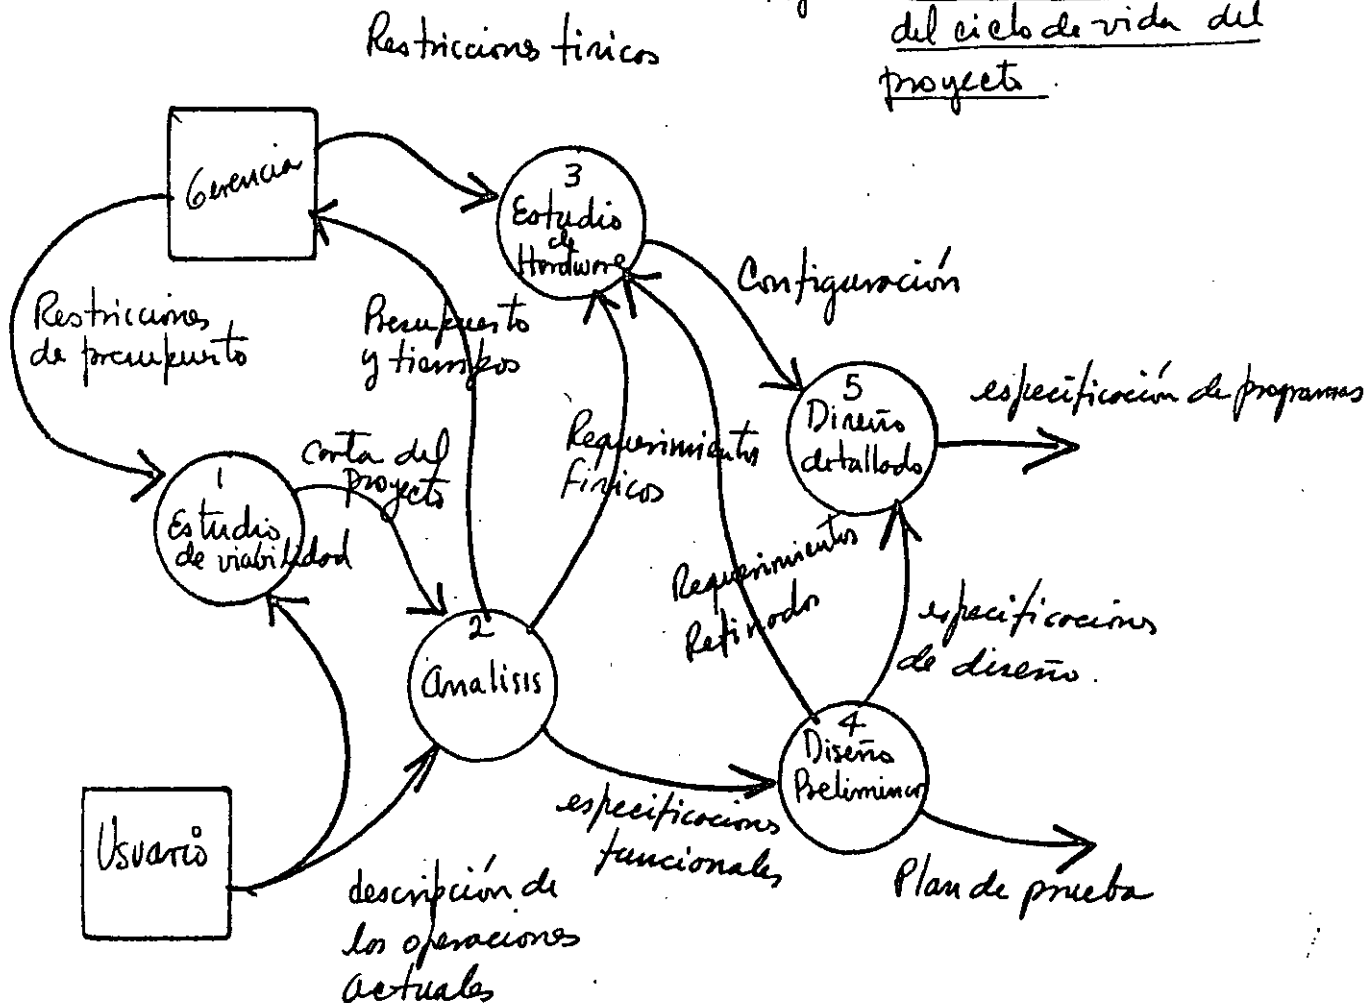 del ciclo de vida del
proyecto.
Restricciones físicas
Gerencia
3
Estudio
de
Hardware
Configuración
Restricciones
de presupuesto
Presupuesto
y tiempos
5
Diseño
detallado
especificación de programas
carta del
proyecto
Requerimientos
Físicos
1
Estudio
de viabilidad
Requerimientos
Refinados
especificaciones
de diseño.
2
Analisis
4
Diseño
Preliminar
especificaciones
funcionales
Usuario
Plan de prueba
descripción de
las operaciones
actuales